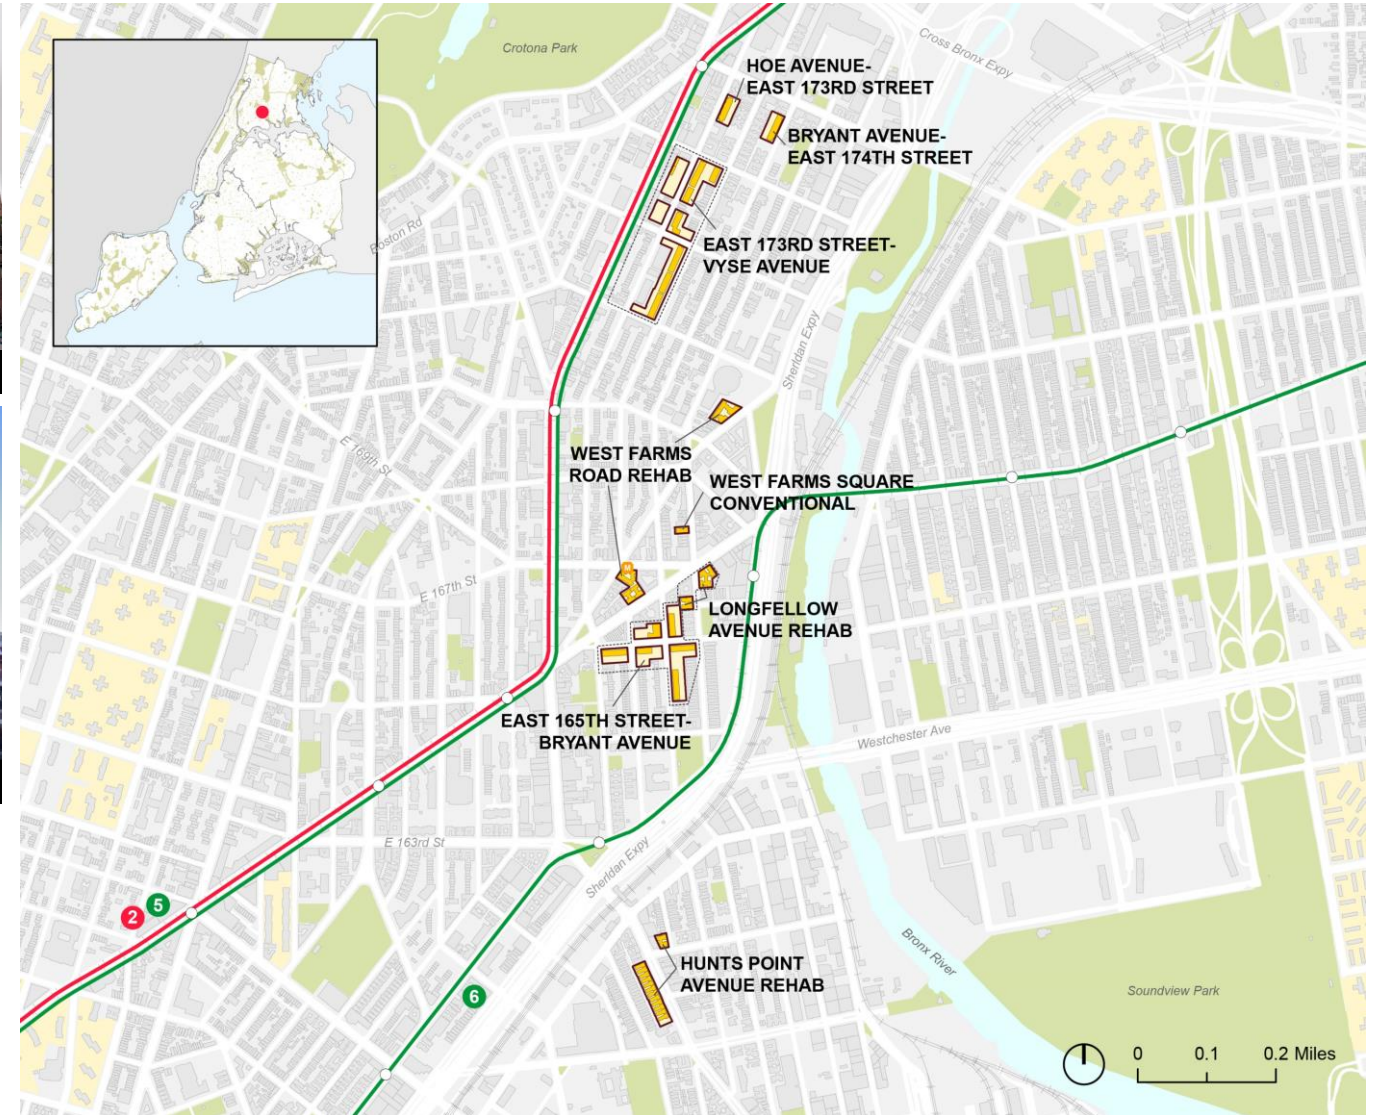 Crotona Park
Cross Bronx Expy
HOE AVENUE-
EAST 173RD STREET
BRYANT AVENUE-
EAST 174TH STREET
Boston Rd
EAST 173RD STREET-
VYSE AVENUE
Sheridan Expy
E 169th St
WEST FARMS
ROAD REHAB
WEST FARMS SQUARE
CONVENTIONAL
M
E 167th St
LONGFELLOW
AVENUE REHAB
EAST 165TH STREET-
BRYANT AVENUE
Westchester Ave
E 163rd St
Sheridan Expy
2
5
6
HUNTS POINT
AVENUE REHAB
Bronx River
Soundview Park
0 0.1 0.2 Miles